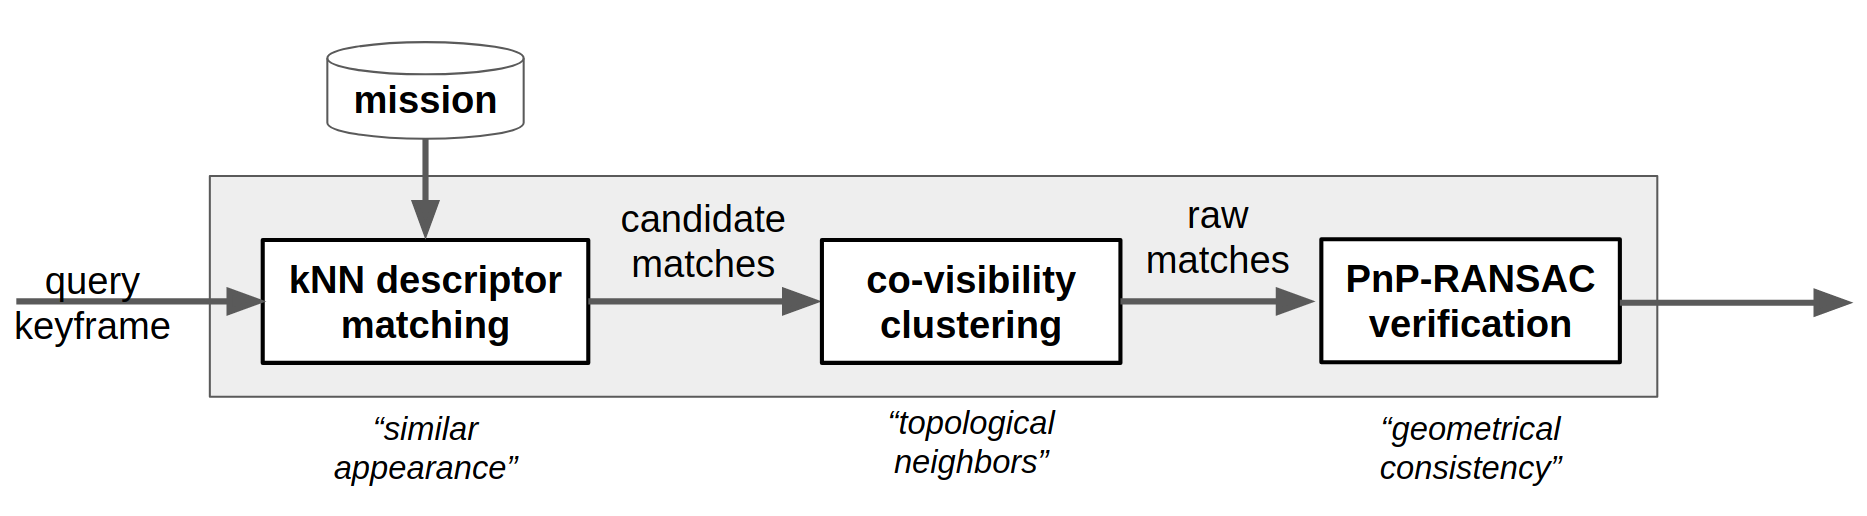 mission
query
keyframe
kNN descriptor
matching
candidate
matches
co-visibility
clustering
raw
matches
PnP-RANSAC
verification
“similar
appearance”
“topological
neighbors”
“geometrical
consistency”